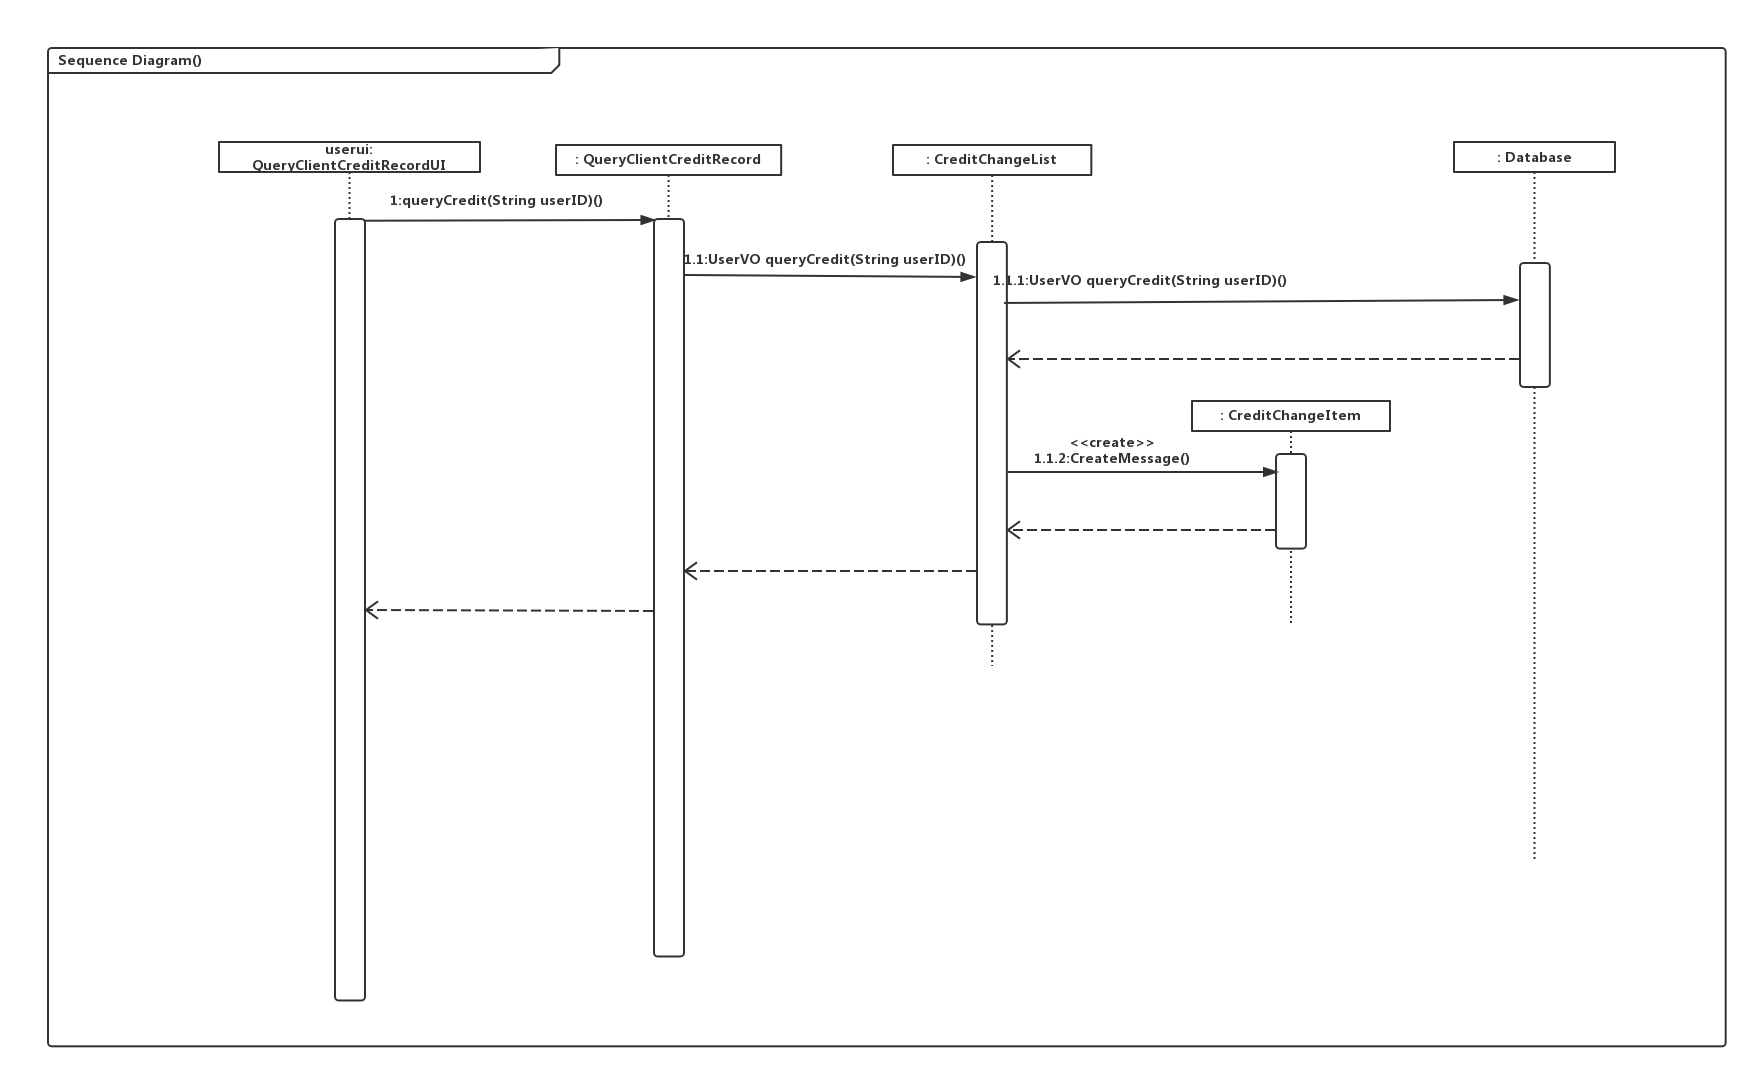 Sequence Diagram()
userui:
QueryClientCreditRecordUI
: QueryClientCreditRecord
: CreditChangeList
: Database
1:queryCredit(String userID)()
1.1:UserVO queryCredit(String userID)()
1.1.1:UserVO queryCredit(String userID)()
: CreditChangeItem
<<create>>
1.1.2:CreateMessage()